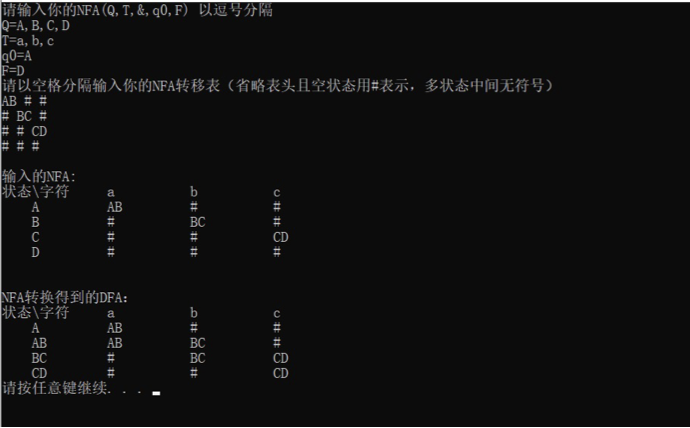 请输入你的NFA(Q,T,&,q0,F) 以逗号分隔
Q=A,B,C,D
T=a,b,c
q0=A
F=D
请以空格分隔输入你的NFA转移表（省略表头且空状态用#表示，多状态中间无符号）
AB # #
# BC #
# # CD
# # #
输入的NFA:
状态\字符 a b c
A AB # #
B # BC #
C # # CD
D # # #
NFA转换得到的DFA:
状态\字符 a b c
A AB # #
AB AB BC #
BC # BC CD
CD # # CD
请按任意键继续. . .